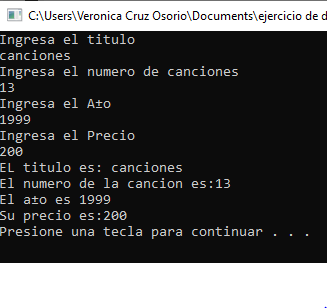 C:\Users\Veronica Cruz Osorio\Documents\ejercicio de d
Ingresa el titulo
canciones
Ingresa el numero de canciones
13
Ingresa el A±o
1999
Ingresa el Precio
200
EL titulo es: canciones
El numero de la cancion es:13
El a±o es 1999
Su precio es:200
Presione una tecla para continuar . . .